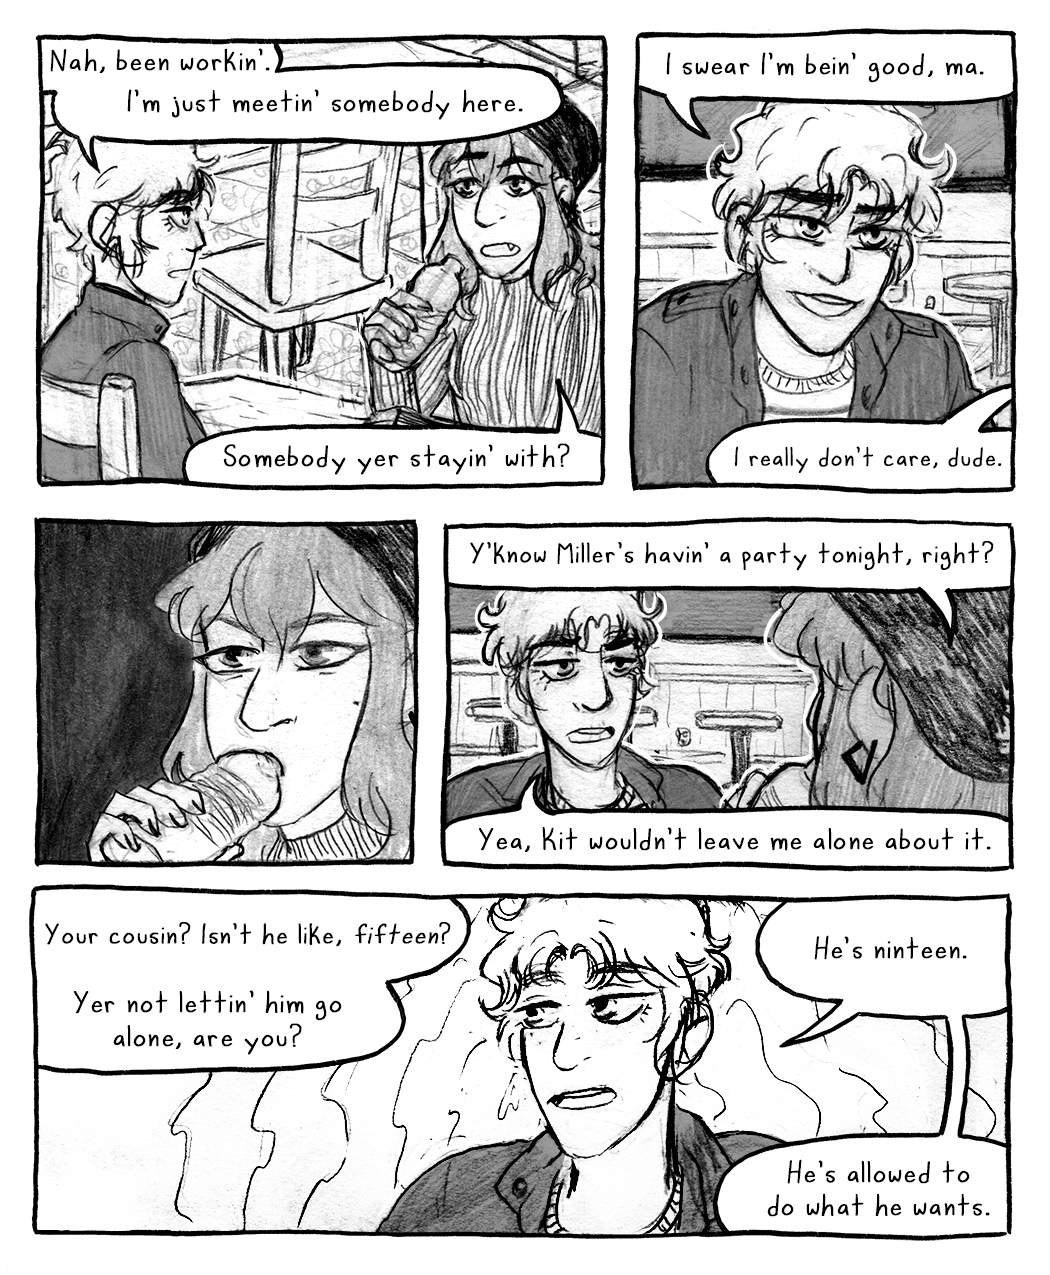 Nah, been workin'.
I'm just meetin' somebody here.
Somebody yer stayin' with?
I swear I'm bein' good, ma.
I really don't care, dude.
Y'know Miller's havin' a party tonight, right?
Yea, Kit wouldn't leave me alone about it.
Your cousin? Isn't he like, fifteen?
Yer not lettin' him go
alone, are you?
He's ninteen.
He's allowed to
do what he wants.